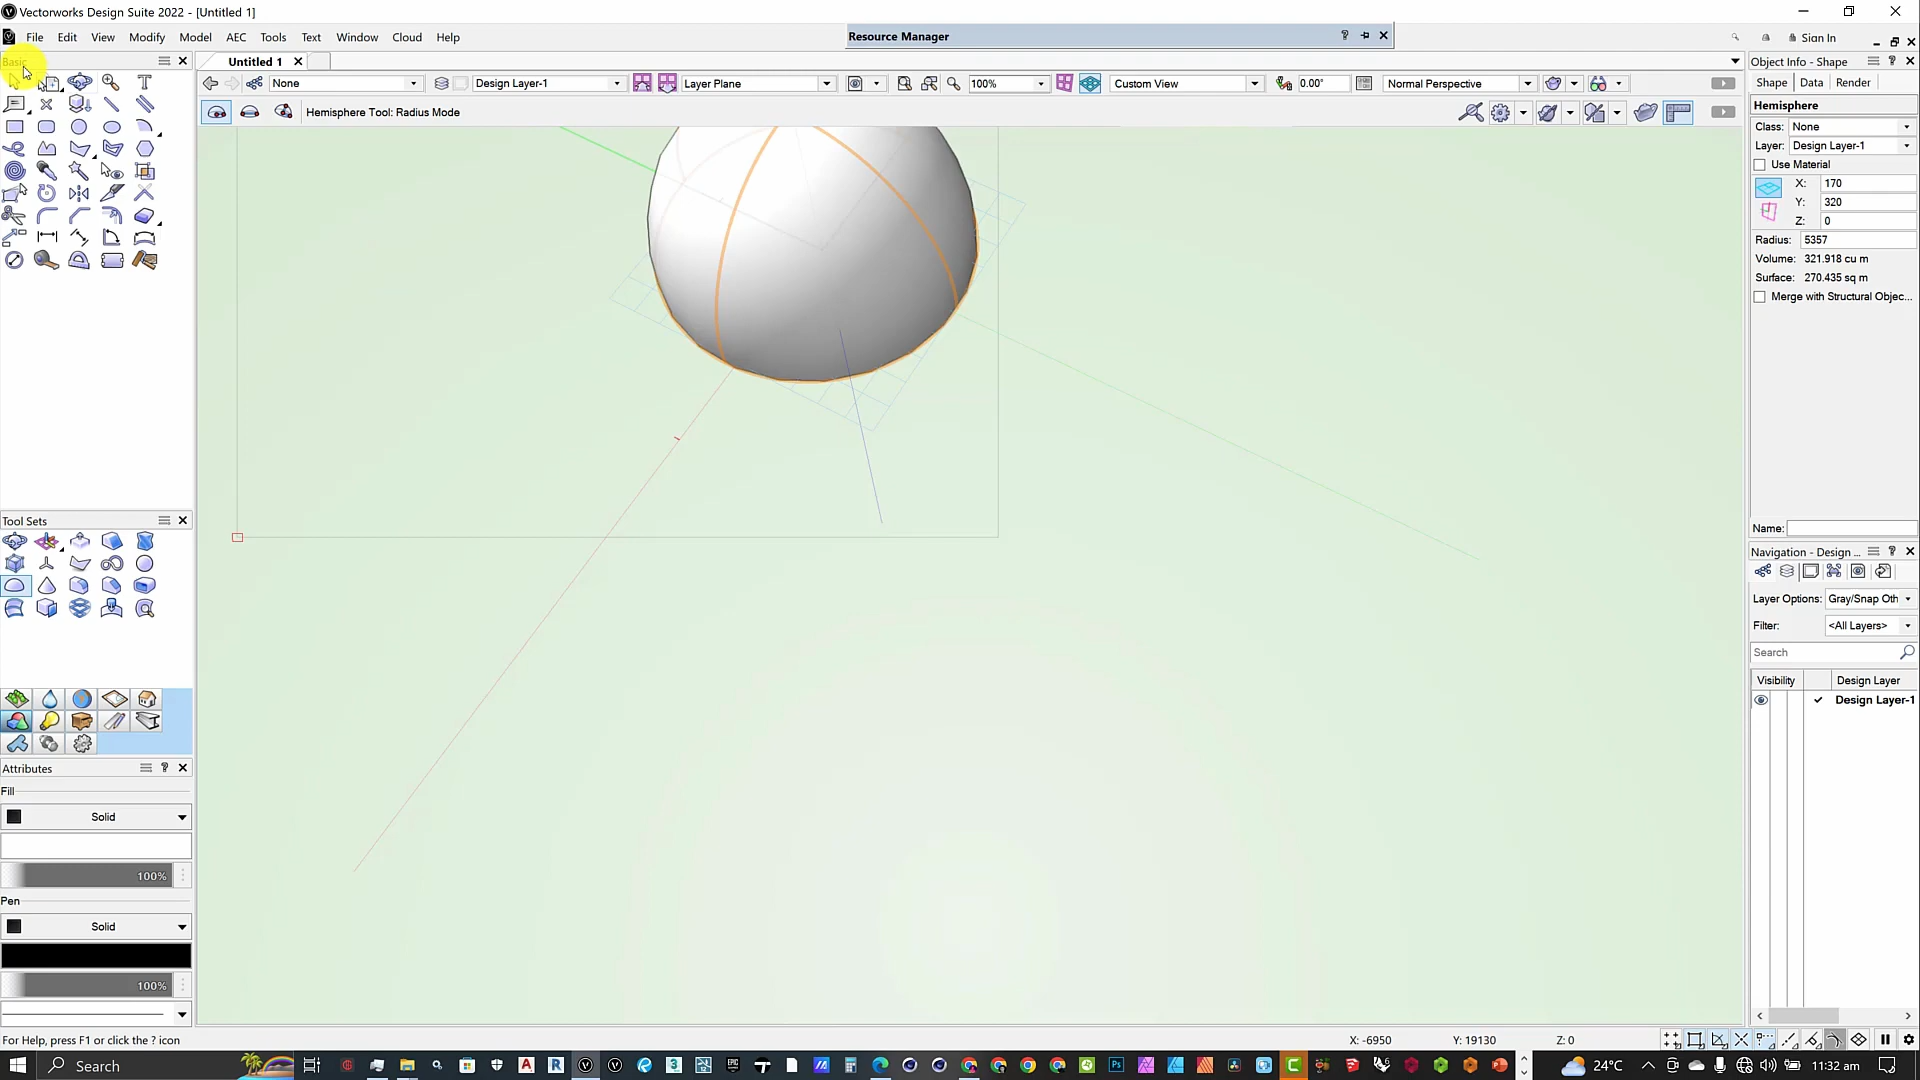 Vectorworks Design Suite 2022 - [Untitled 1]
File Edit View Modify Model AEC Tools Text Window Cloud Help
Resource Manager
?
Sign In
Basic
Untitled 1
Object Info - Shape
?
None
Design Layer-1
Layer Plane
100%
Custom View
0.00°
Normal Perspective
Shape Data Render
Hemisphere Tool: Radius Mode
Hemisphere
Class: None
Layer: Design Layer-1
Use Material
X: 170
Y: 320
Z: 0
Radius: 5357
Volume: 321.918 cu m
Surface: 270.435 sq m
Merge with Structural Objec...
Tool Sets
Name:
Navigation - Design ...
?
Layer Options: Gray/Snap Oth
Filter: <All Layers>
Search
Visibility Design Layer
Design Layer-1
Attributes
?
Fill
Solid
100%
Pen
Solid
100%
For Help, press F1 or click the ? icon
X: -6950 Y: 19130 Z: 0
Search
24°C
11:32 am